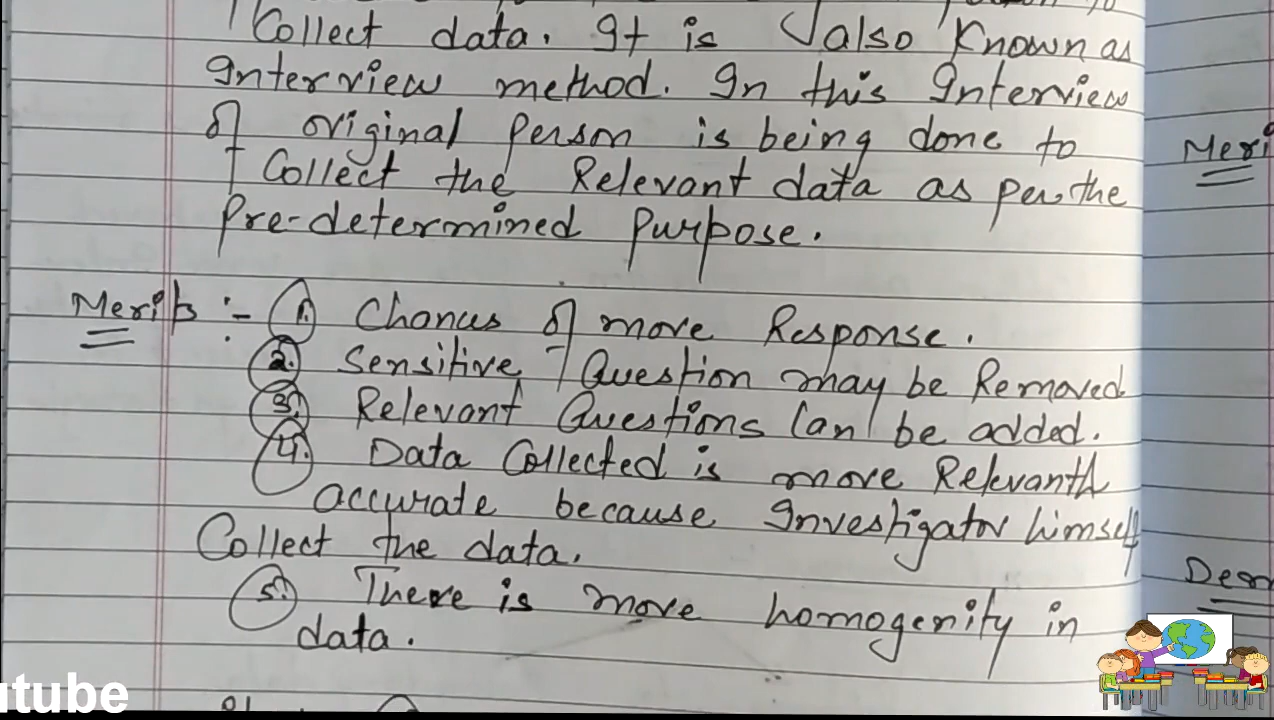 Collect data. It is also Known as
Interview method. In this Interview
of original Person is being done to
Collect the Relevant data as per the
Pre-determined Purpose.
Merits :- 1. Chances of more Response.
2. Sensitive Question may be Removed
3. Relevant Questions Can be added.
4. Data Collected is more Relevant &
accurate because Investigator himself
Collect the data.
5. There is more homogenity in
data.
Meri
Dem
utube